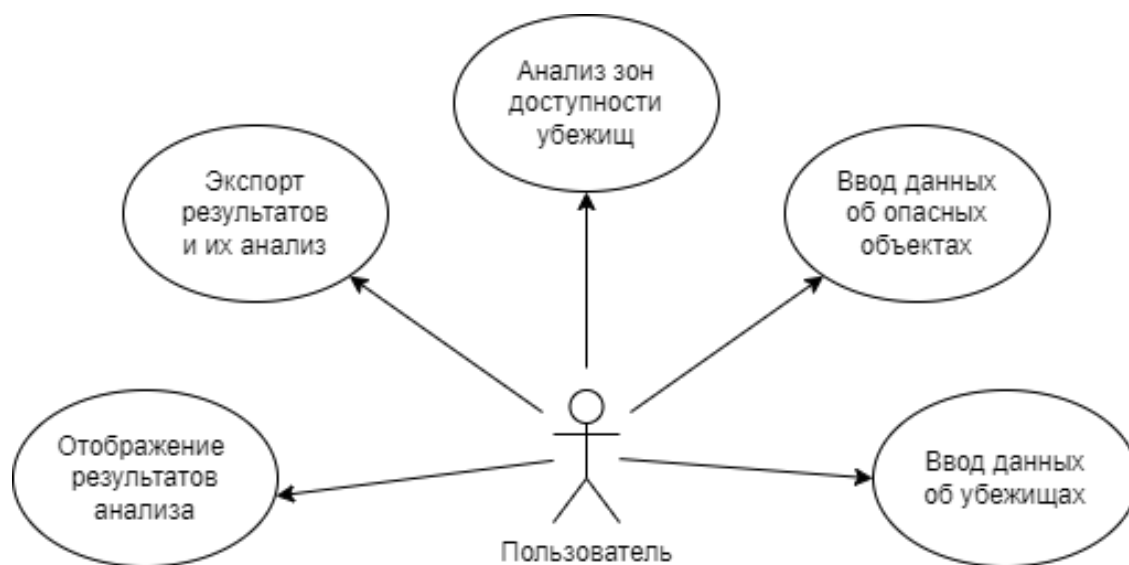 Анализ зон
доступности
убежищ
Экспорт
результатов
и их анализ
Ввод данных
об опасных
объектах
Отображение
результатов
анализа
Ввод данных
об убежищах
Пользователь